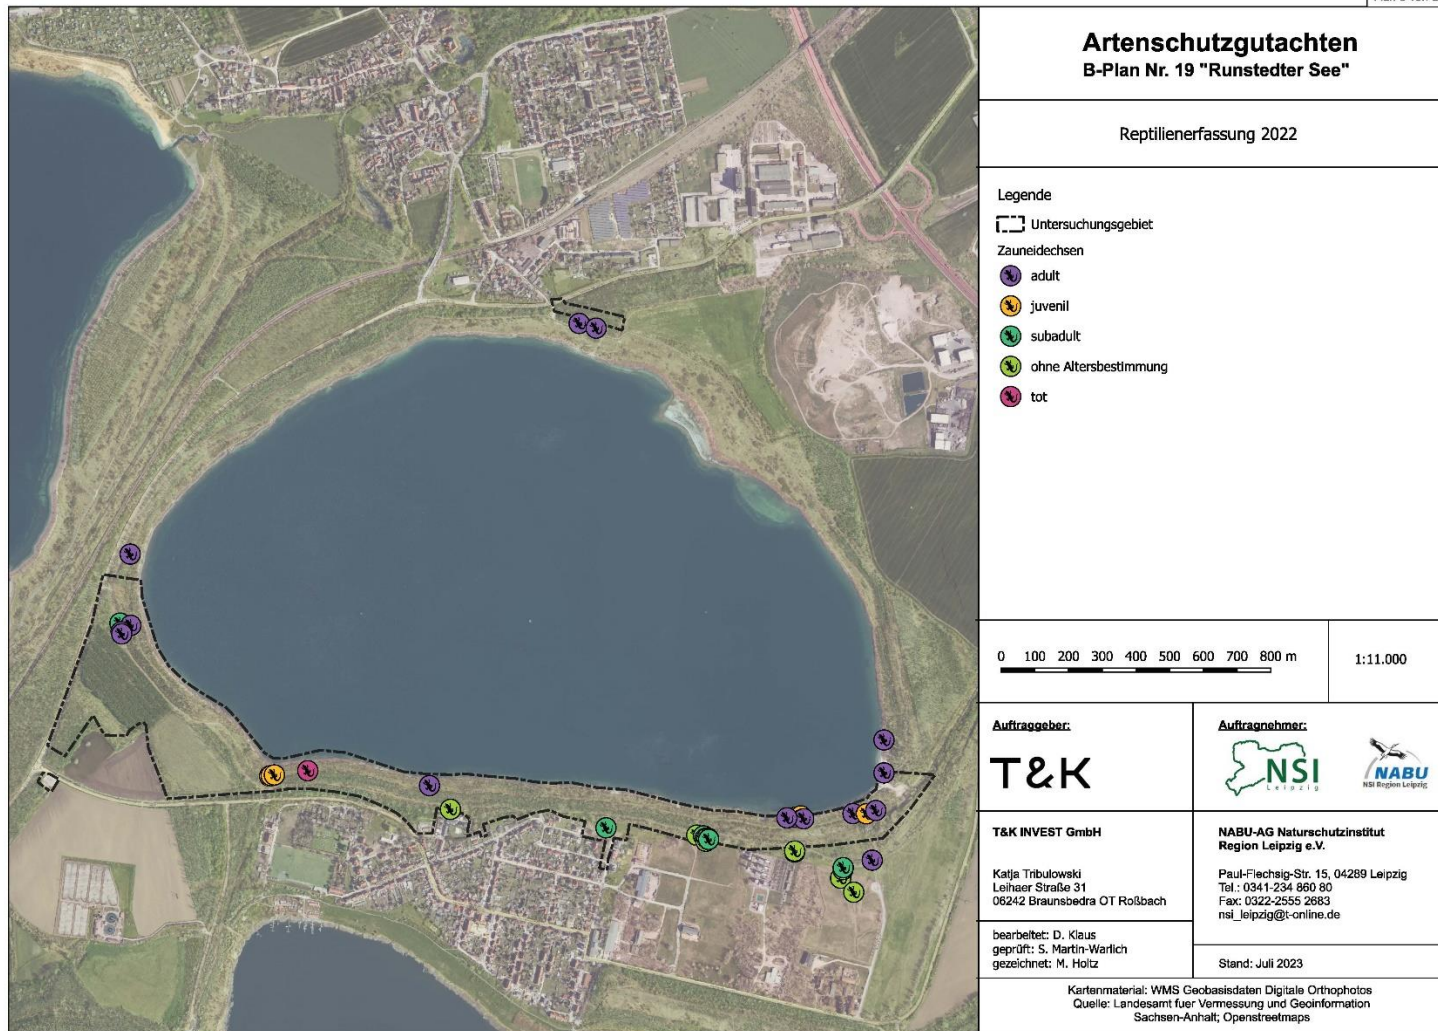 Artenschutzgutachten
B-Plan Nr. 19 "Runstedter See"
Reptilienerfassung 2022
Legende
Untersuchungsgebiet
Zauneidechsen
adult
juvenil
subadult
ohne Altersbestimmung
tot
0 100 200 300 400 500 600 700 800 m
1:11.000
Auftraggeber:
T&K
Auftragnehmer:
NSI
Leipzig
NABU
NSI Region Leipzig
T&K INVEST GmbH
Katja Tribulowski
Leihaer Straße 31
06242 Braunsbedra OT Roßbach
NABU-AG Naturschutzinstitut
Region Leipzig e.V.
Paul-Flechsig-Str. 15, 04289 Leipzig
Tel.: 0341-234 860 80
Fax: 0322-2555 2683
nsi_leipzig@t-online.de
bearbeitet: D. Klaus
geprüft: S. Martin-Warlich
gezeichnet: M. Holtz
Stand: Juli 2023
Kartenmaterial: WMS Geobasisdaten Digitale Orthophotos
Quelle: Landesamt fuer Vermessung und Geoinformation
Sachsen-Anhalt; Openstreetmaps